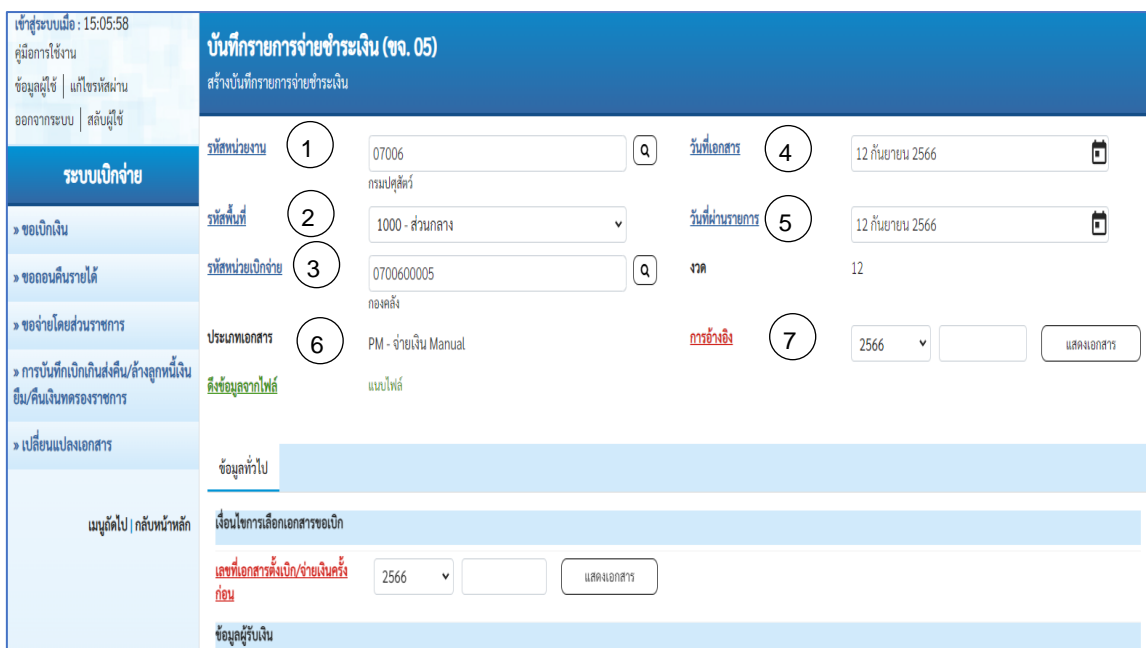 เข้าสู่ระบบเมื่อ : 15:05:58
คู่มือการใช้งาน
ข้อมูลผู้ใช้ | แก้ไขรหัสผ่าน
ออกจากระบบ | สลับผู้ใช้
ระบบเบิกจ่าย
» ขอเบิกเงิน
» ขอถอนคืนรายได้
» ขอจ่ายโดยส่วนราชการ
» การบันทึกเบิกเกินส่งคืน/ล้างลูกหนี้เงิน
ยืม/คืนเงินทดรองราชการ
» เปลี่ยนแปลงเอกสาร
เมนูถัดไป | กลับหน้าหลัก
บันทึกรายการจ่ายชำระเงิน (ขจ. 05)
สร้างบันทึกรายการจ่ายชำระเงิน
รหัสหน่วยงาน 1 07006 วันที่เอกสาร 4 12 กันยายน 2566
กรมปศุสัตว์
รหัสพื้นที่ 2 1000 - ส่วนกลาง วันที่ผ่านรายการ 5 12 กันยายน 2566
รหัสหน่วยเบิกจ่าย 3 0700600005 งวด 12
กองคลัง
ประเภทเอกสาร 6 PM - จ่ายเงิน Manual การอ้างอิง 7 2566 แสดงเอกสาร
ดึงข้อมูลจากไฟล์ แนบไฟล์
ข้อมูลทั่วไป
เงื่อนไขการเลือกเอกสารขอเบิก
เลขที่เอกสารตั้งเบิก/จ่ายเงินครั้ง 2566 แสดงเอกสาร
ก่อน
ข้อมูลผู้รับเงิน